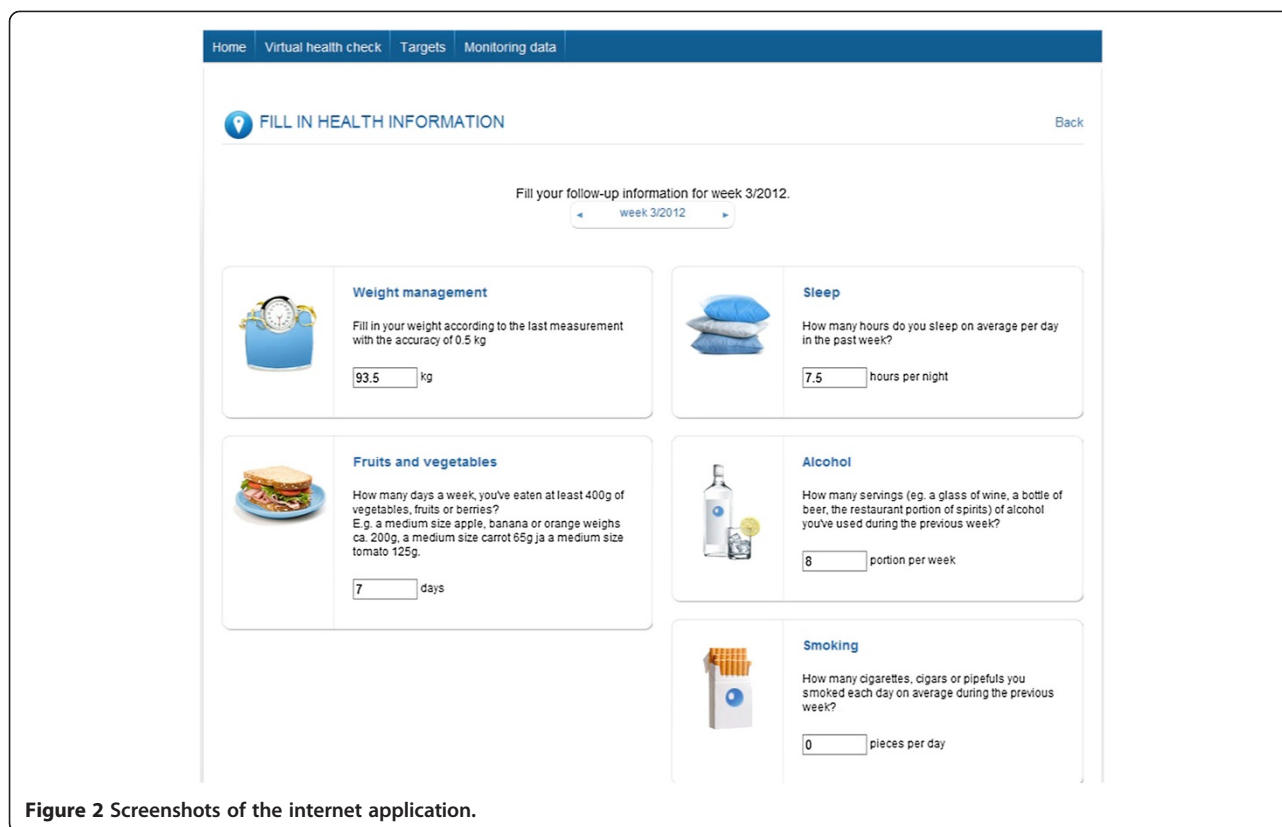 Home Virtual health check Targets Monitoring data
FILL IN HEALTH INFORMATION
Back
Fill your follow-up information for week 3/2012.
week 3/2012
Weight management
Fill in your weight according to the last measurement
with the accuracy of 0.5 kg
93.5 kg
Sleep
How many hours do you sleep on average per day
in the past week?
7.5 hours per night
Fruits and vegetables
How many days a week, you've eaten at least 400g of
vegetables, fruits or berries?
E.g. a medium size apple, banana or orange weighs
ca. 200g, a medium size carrot 65g ja a medium size
tomato 125g.
7 days
Alcohol
How many servings (eg. a glass of wine, a bottle of
beer, the restaurant portion of spirits) of alcohol
you've used during the previous week?
8 portion per week
Smoking
How many cigarettes, cigars or pipefuls you
smoked each day on average during the previous
week?
0 pieces per day
Figure 2 Screenshots of the internet application.